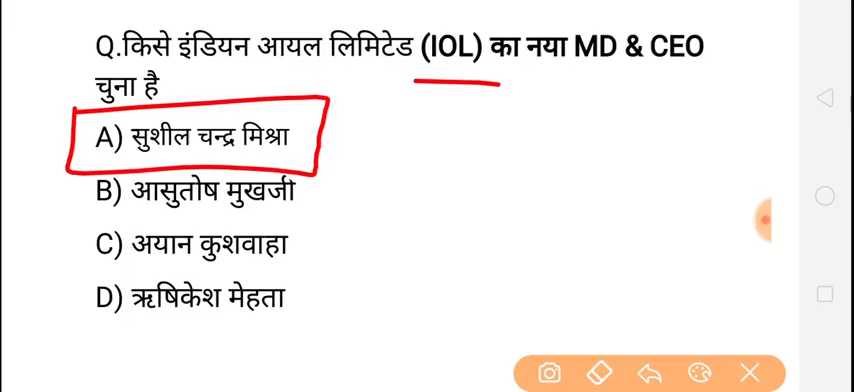 Q.किसे इंडियन आयल लिमिटेड (IOL) का नया MD & CEO
चुना है
A) सुशील चन्द्र मिश्रा
B) आसुतोष मुखर्जी
C) अयान कुशवाहा
D) ऋषिकेश मेहता